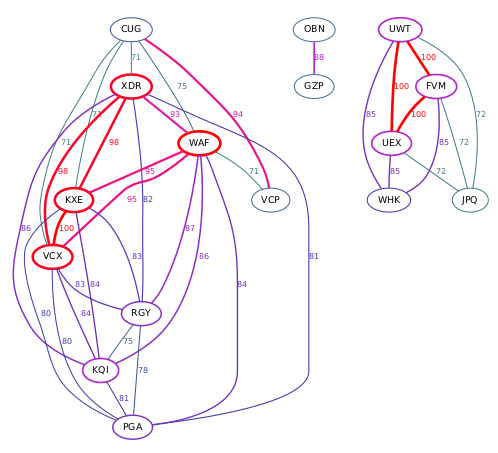 CUG OBN UWT
71 75 88 100
XDR GZP FVM
100
71 71 93 94 100 85 72
WAF UEX
98 98 95 71 85 85 72 72
KXE VCP WHK JPQ
95 82
86 100 87
VCX 83 86 81
83 84 84
80 84 RGY
80 75
KQI 78
81
PGA